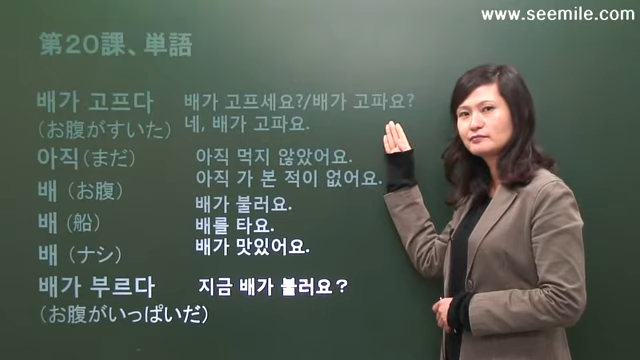 www.seemile.com
第20課、単語
배가 고프다 배가 고프세요?/배가 고파요?
(お腹がすいた) 네, 배가 고파요.
아직(まだ) 아직 먹지 않았어요.
아직 가 본 적이 없어요.
배 (お腹) 배가 불러요.
배 (船) 배를 타요.
배 (ナシ) 배가 맛있어요.
배가 부르다 지금 배가 불러요?
(お腹がいっぱいだ)